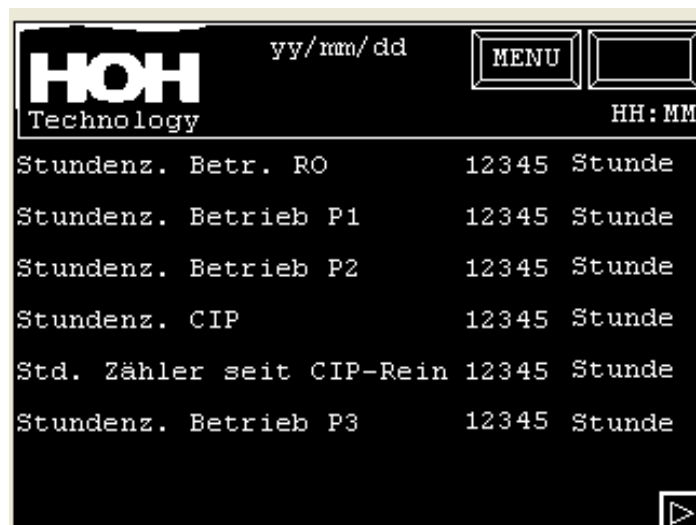 yy/mm/dd
MENU
HOH
Technology
HH:MM
Stundenz. Betr. RO 12345 Stunde
Stundenz. Betrieb P1 12345 Stunde
Stundenz. Betrieb P2 12345 Stunde
Stundenz. CIP 12345 Stunde
Std. Zähler seit CIP-Rein 12345 Stunde
Stundenz. Betrieb P3 12345 Stunde